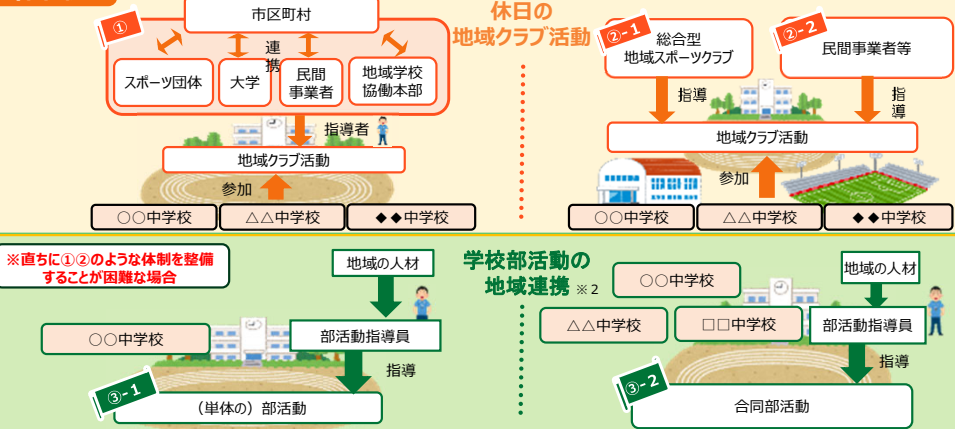 ①
市区町村
連
携
スポーツ団体
大学
民間
事業者
地域学校
協働本部
指導者
地域クラブ活動
参加
○○中学校
△△中学校
◆◆中学校
休日の
地域クラブ活動
②-1
総合型
地域スポーツクラブ
②-2
民間事業者等
指導
指
導
地域クラブ活動
参加
○○中学校
△△中学校
◆◆中学校
※直ちに①②のような体制を整備
することが困難な場合
地域の人材
○○中学校
部活動指導員
指導
③-1
（単体の）部活動
学校部活動の
地域連携 ※２
○○中学校
地域の人材
△△中学校
□□中学校
部活動指導員
指導
③-2
合同部活動